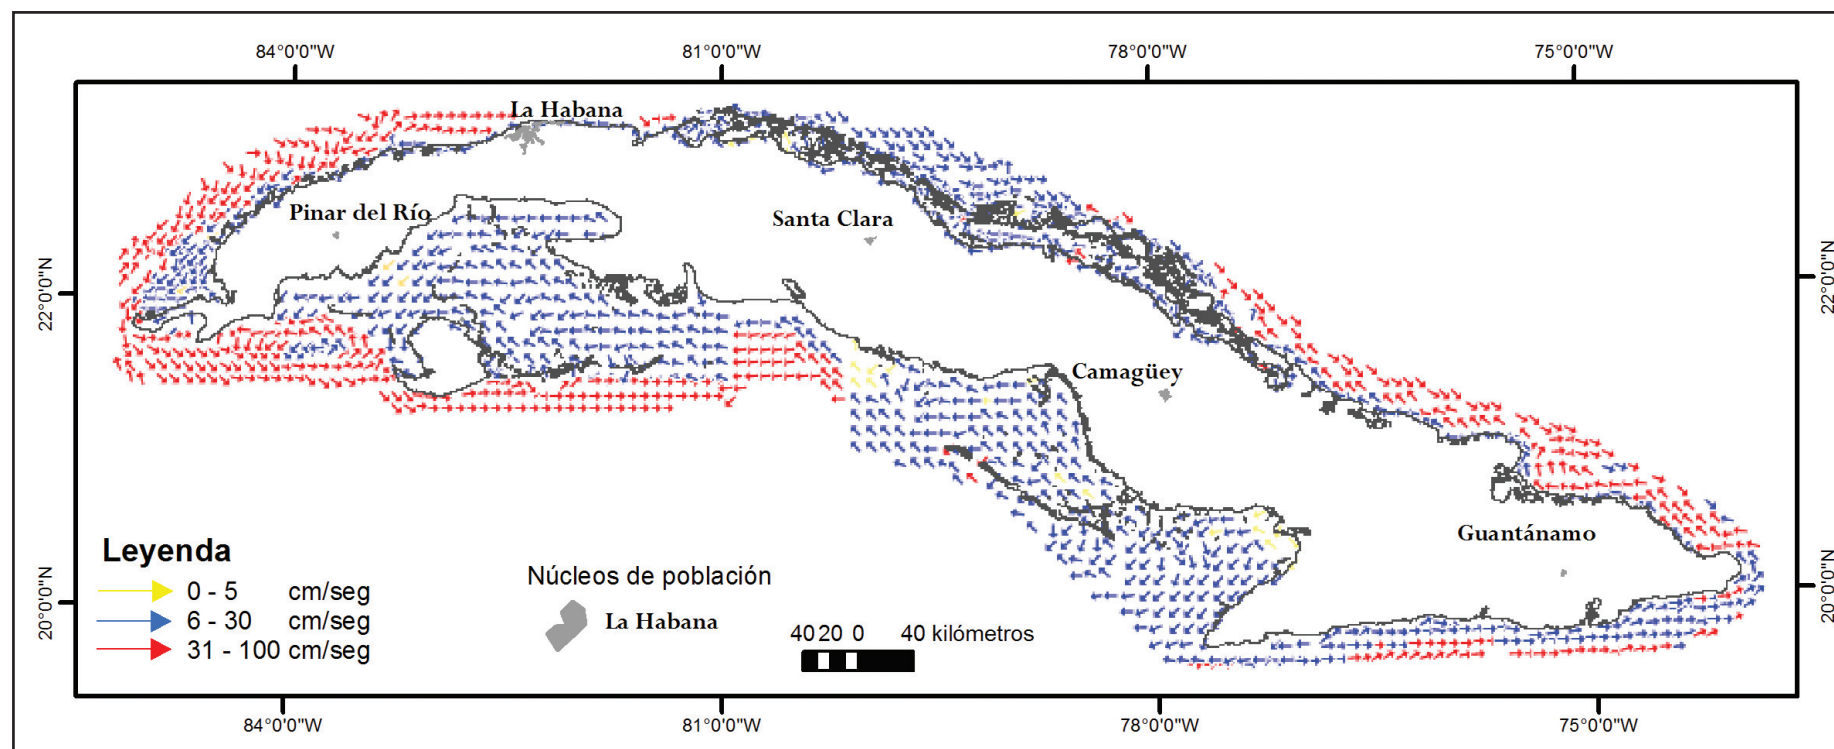 84°0'0"W 81°0'0"W 78°0'0"W 75°0'0"W
La Habana
Pinar del Río
Santa Clara
22°0'0"N 22°0'0"N
Camagüey
Guantánamo
Leyenda
0 - 5 cm/seg
6 - 30 cm/seg
31 - 100 cm/seg
Núcleos de población
La Habana
40 20 0 40 kilómetros
20°0'0"N 20°0'0"N
84°0'0"W 81°0'0"W 78°0'0"W 75°0'0"W